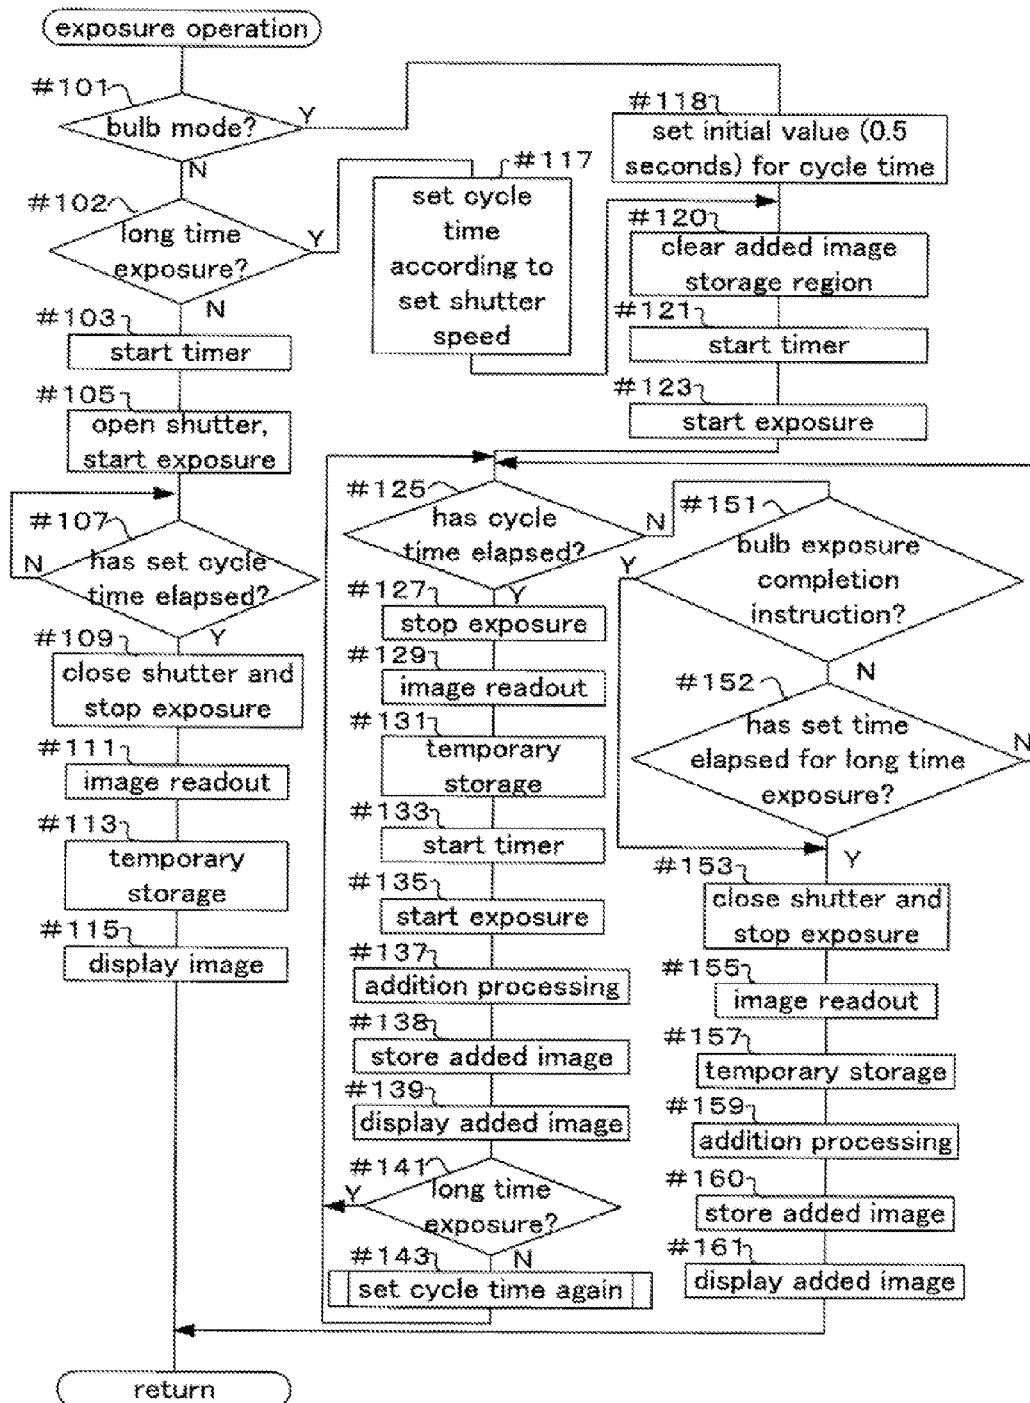 exposure operation
#101
bulb mode?
Y
N
#102
long time
exposure?
Y
N
#103
start timer
#105
open shutter,
start exposure
#107
has set cycle
time elapsed?
N
Y
#109
close shutter and
stop exposure
#111
image readout
#113
temporary
storage
#115
display image
#117
set cycle
time
according to
set shutter
speed
#118
set initial value (0.5
seconds) for cycle time
#120
clear added image
storage region
#121
start timer
#123
start exposure
#125
has cycle
time elapsed?
N
Y
#127
stop exposure
#129
image readout
#131
temporary
storage
#133
start timer
#135
start exposure
#137
addition processing
#138
store added image
#139
display added image
#141
long time
exposure?
Y
N
#143
set cycle time again
#151
bulb exposure
completion
instruction?
Y
N
#152
has set time
elapsed for long time
exposure?
N
Y
#153
close shutter and
stop exposure
#155
image readout
#157
temporary storage
#159
addition processing
#160
store added image
#161
display added image
return